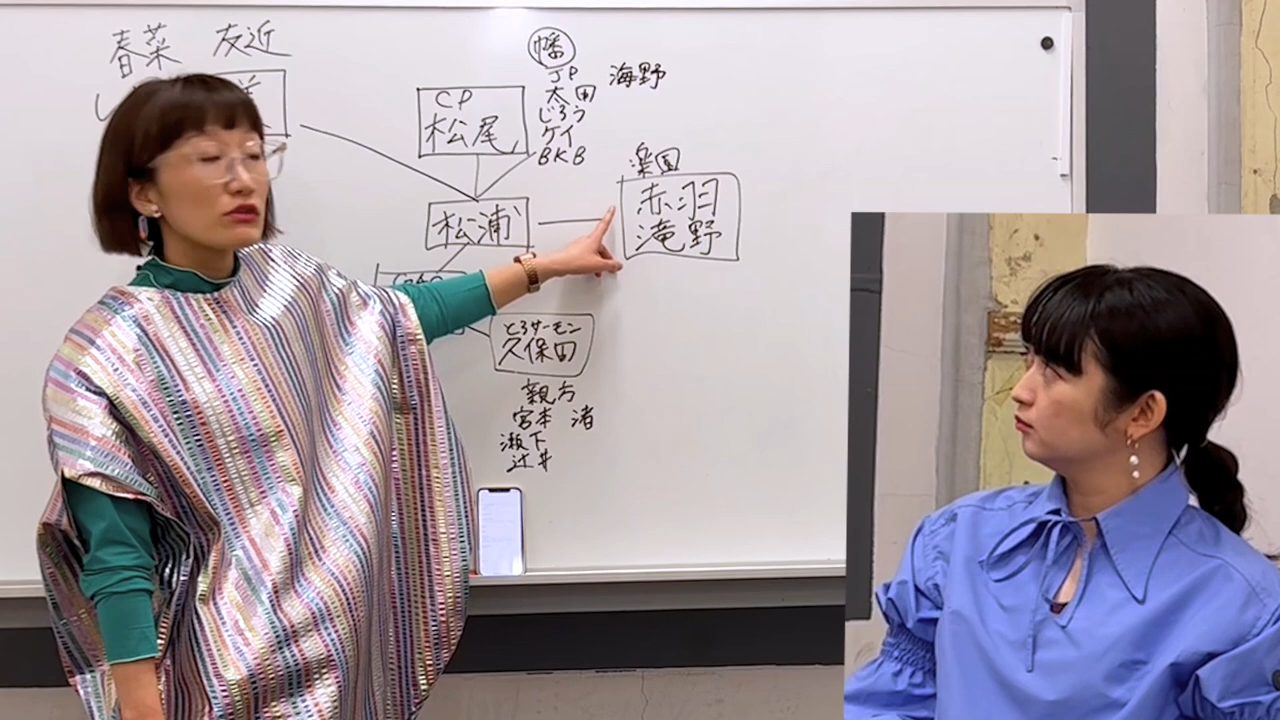 春菜 友近
幡
JP
太田
じろう
ケイ
BKB
海野
CP
松尾
楽団
赤羽
滝野
松浦
とろサーモン
久保田
親方
宮本 渚
瀬下
辻井